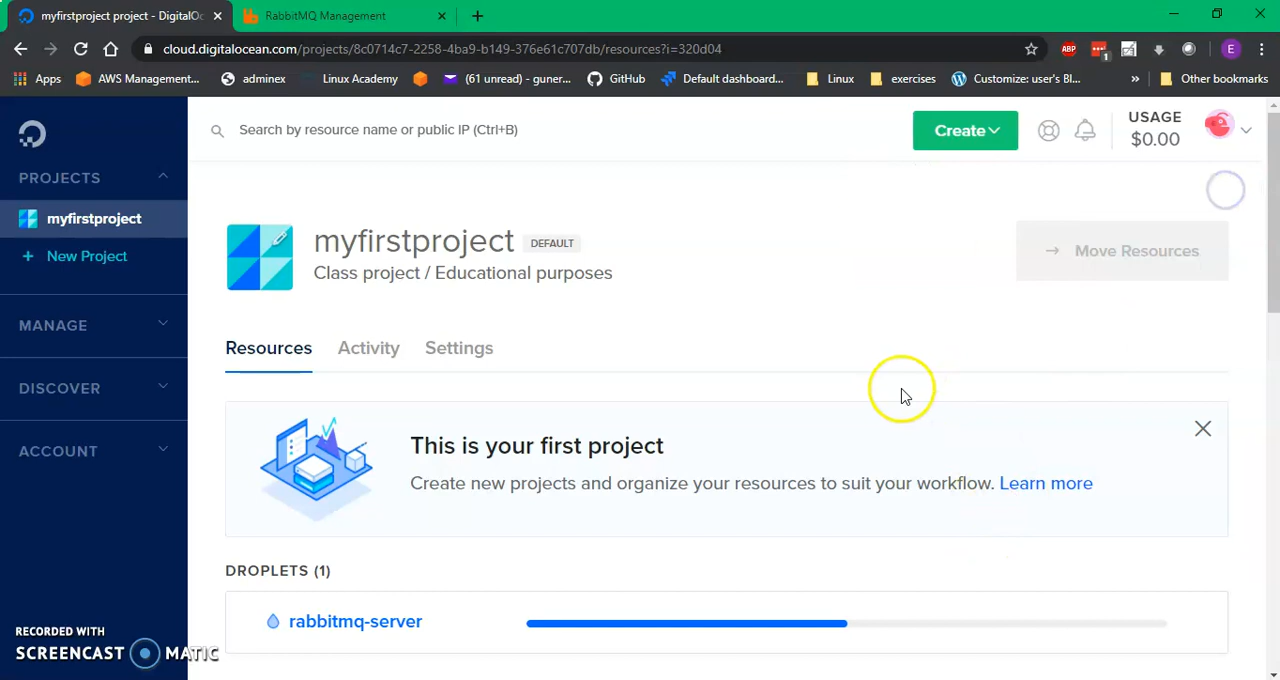 myfirstproject project - DigitalOc
RabbitMQ Management
cloud.digitalocean.com/projects/8c0714c7-2258-4ba9-b149-376e61c707db/resources?i=320d04
ABP
1
E
Apps
AWS Management...
adminex
Linux Academy
(61 unread) - guner...
GitHub
Default dashboard...
Linux
exercises
Customize: user's Bl...
»
Other bookmarks
PROJECTS
myfirstproject
+ New Project
MANAGE
DISCOVER
ACCOUNT
Search by resource name or public IP (Ctrl+B)
Create
USAGE
$0.00
myfirstproject DEFAULT
Class project / Educational purposes
→ Move Resources
Resources Activity Settings
This is your first project
Create new projects and organize your resources to suit your workflow. Learn more
DROPLETS (1)
rabbitmq-server
RECORDED WITH
SCREENCAST MATIC